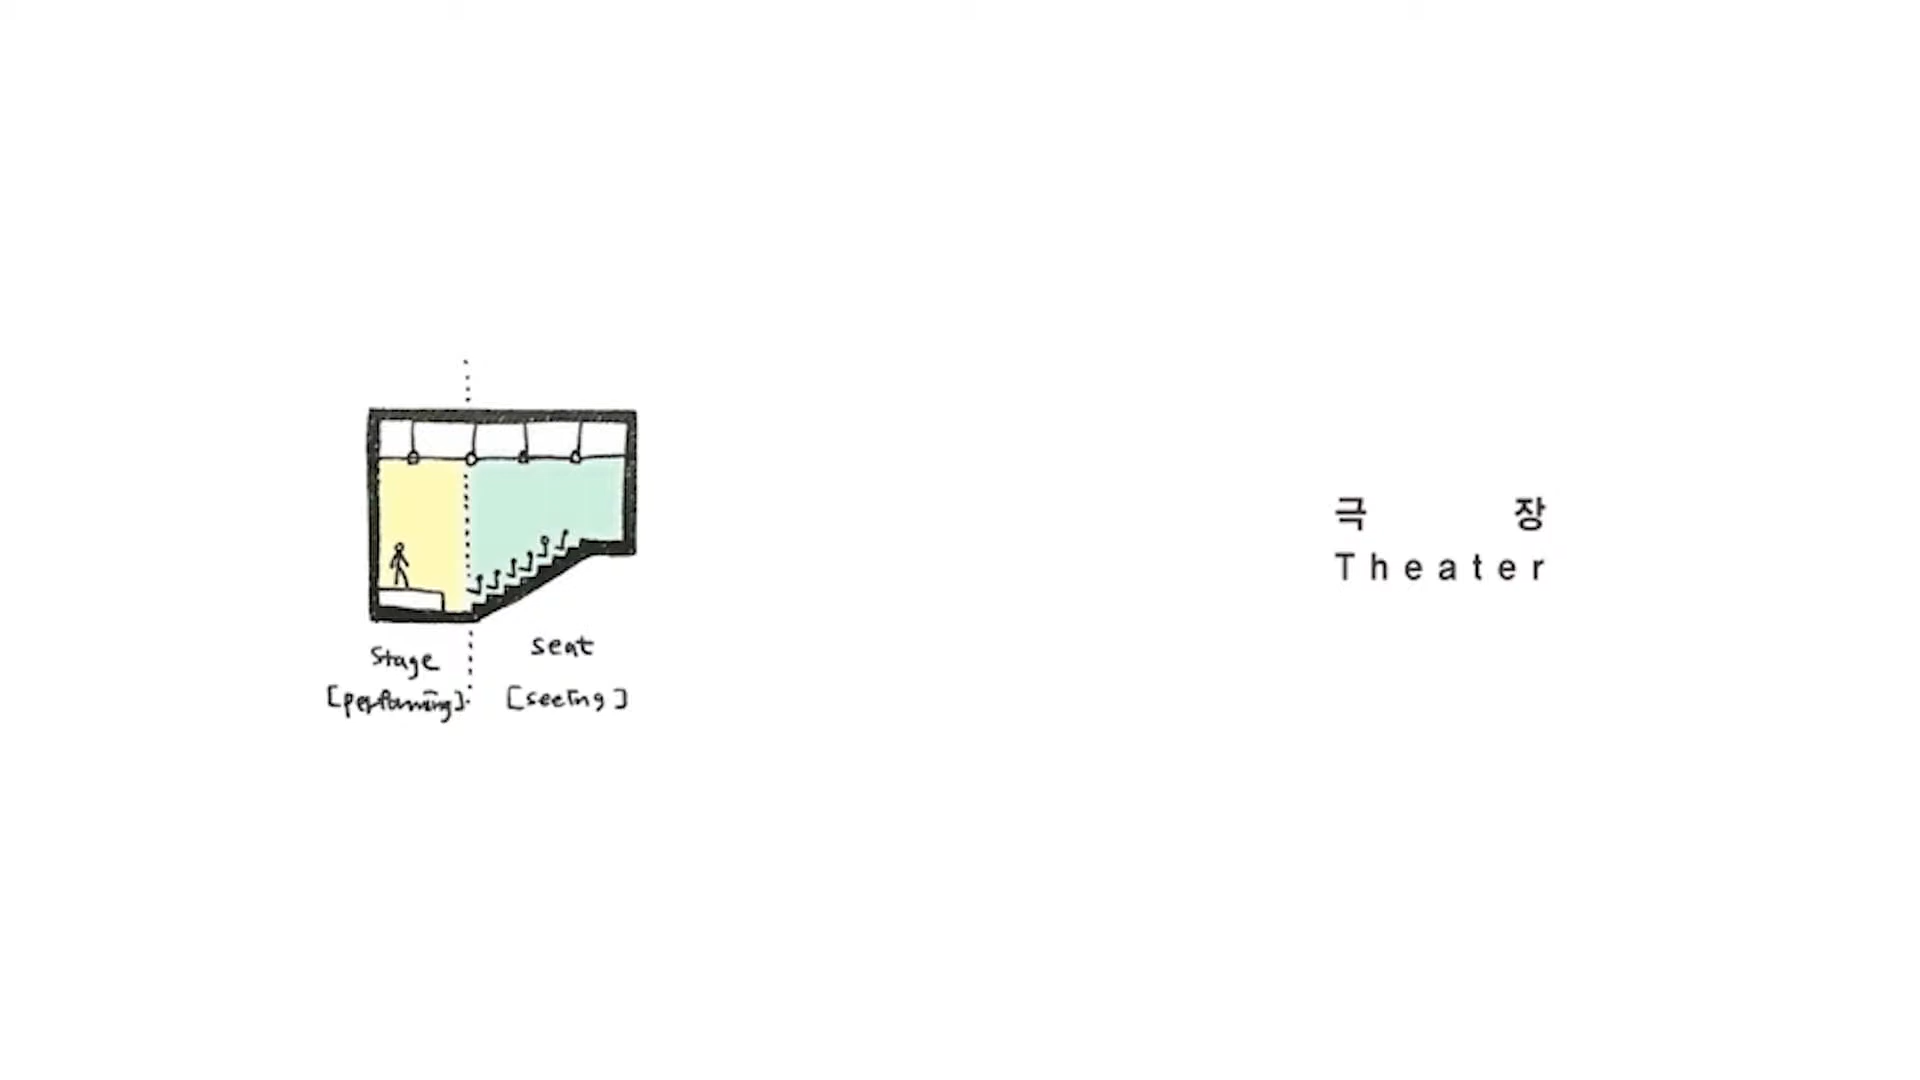 Stage
[performing]
seat
[seeing]
극 장
Theater